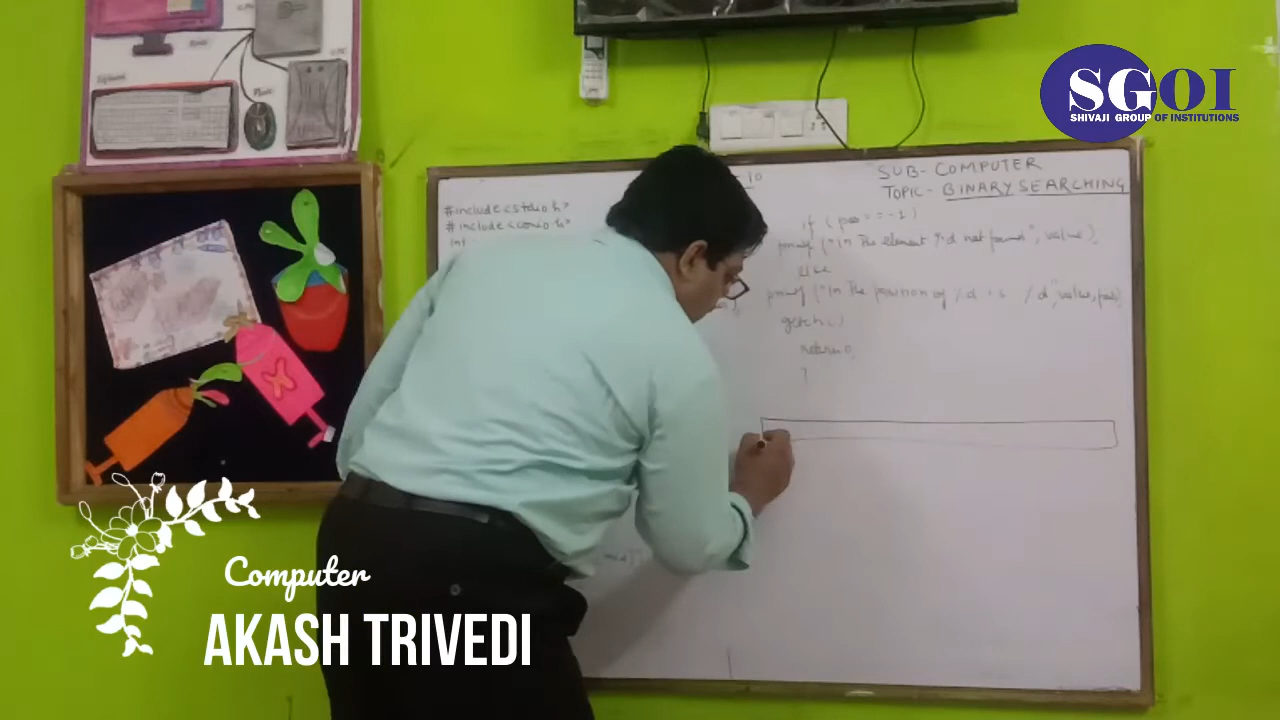 SGOI
SHIVAJI GROUP OF INSTITUTIONS
-10
SUB- COMPUTER
TOPIC- BINARY SEARCHING
#include<stdio.h>
#include<conio.h>
int
if (pos==-1)
printf ("\n The element %d not found", value);
else
printf ("\n The position of %d is %d", value, pos)
getch()
return 0;
}
Computer
AKASH TRIVEDI